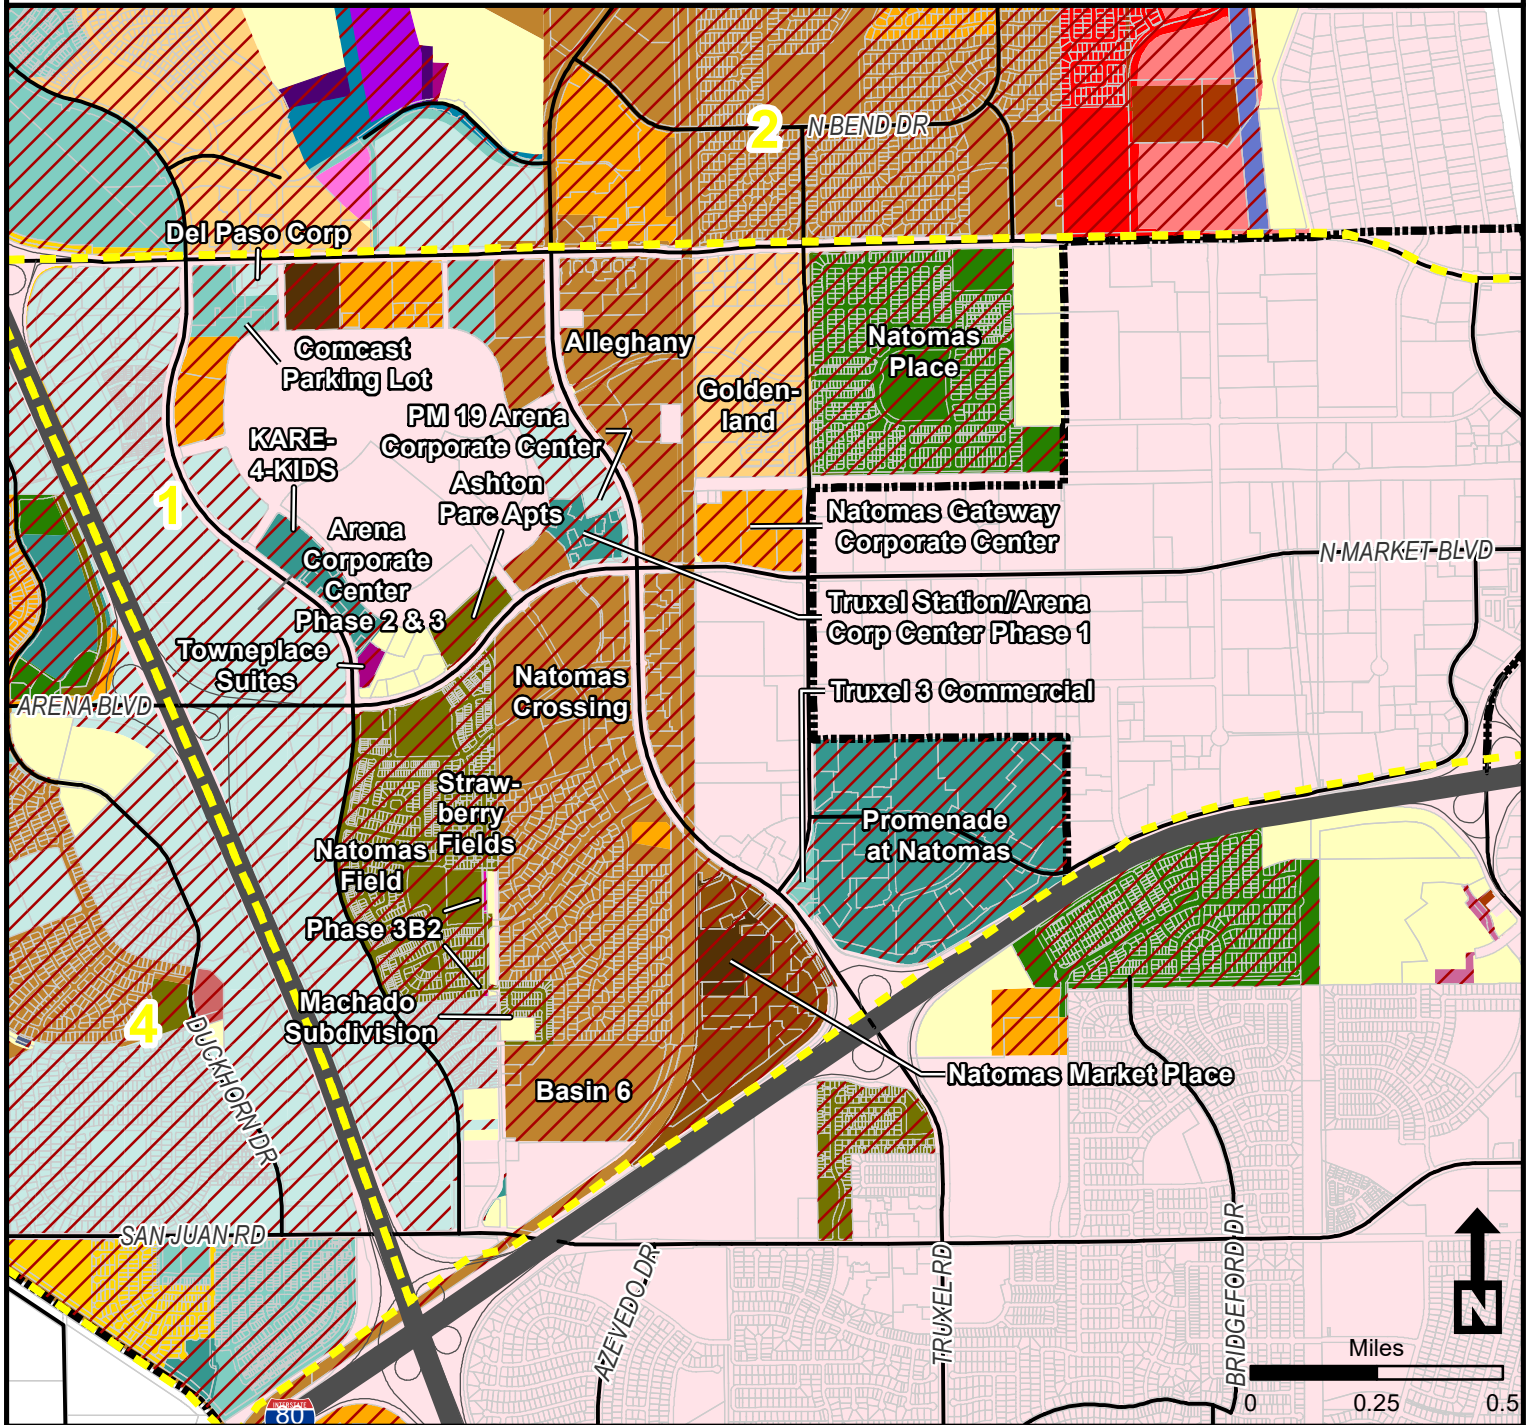 2
N BEND DR
Del Paso Corp
Comcast
Parking Lot
Alleghany
Natomas
Place
Golden-
land
PM 19 Arena
Corporate Center
KARE-
4-KIDS
Ashton
Parc Apts
1
Arena
Corporate
Center
Phase 2 & 3
Natomas Gateway
Corporate Center
N MARKET BLVD
Truxel Station/Arena
Corp Center Phase 1
Towneplace
Suites
Natomas
Crossing
Truxel 3 Commercial
ARENA BLVD
Straw-
berry
Fields
Natomas
Field
Promenade
at Natomas
Phase 3B2
Machado
Subdivision
4
DUCKHORN DR
Basin 6
Natomas Market Place
SAN JUAN RD
AZEVEDO DR
TRUXEL RD
BRIDGEFORD DR
N
Miles
0 0.25 0.5
INTERSTATE
80